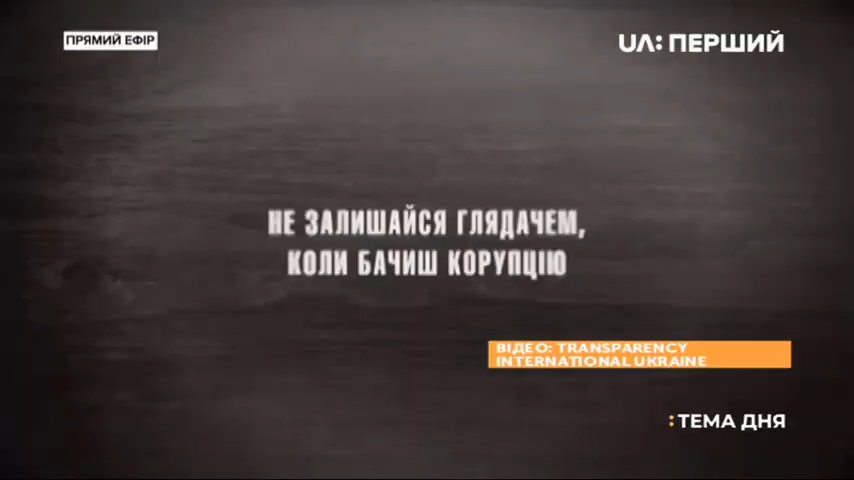 ПРЯМИЙ ЕФІР
UA: ПЕРШИЙ
НЕ ЗАЛИШАЙСЯ ГЛЯДАЧЕМ,
КОЛИ БАЧИШ КОРУПЦІЮ
ВІДЕО: TRANSPARENCY
INTERNATIONAL UKRAINE
:ТЕМА ДНЯ